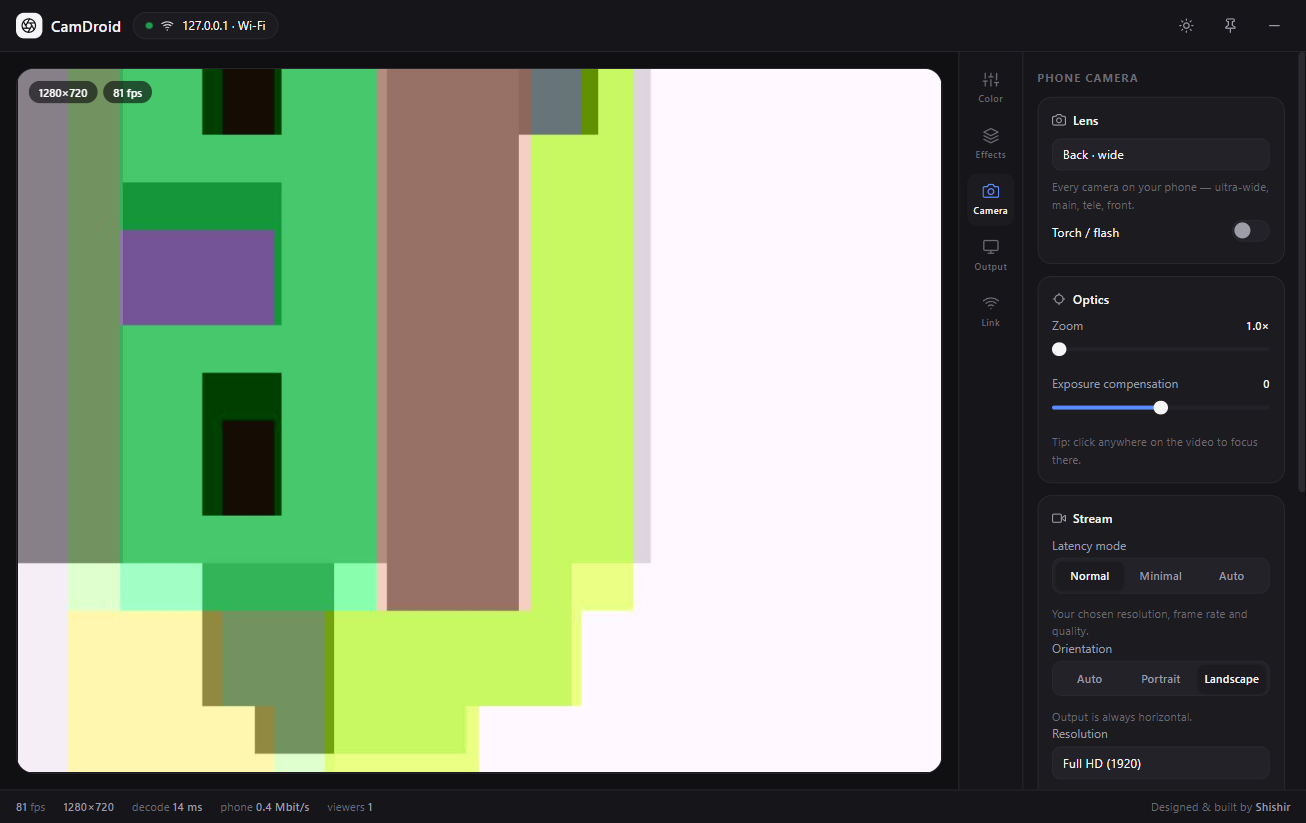 CamDroid
127.0.0.1 · Wi-Fi
1280×720
81 fps
Color
Effects
Camera
Output
Link
PHONE CAMERA
Lens
Back · wide
Every camera on your phone — ultra-wide,
main, tele, front.
Torch / flash
Optics
Zoom 1.0×
Exposure compensation 0
Tip: click anywhere on the video to focus
there.
Stream
Latency mode
Normal Minimal Auto
Your chosen resolution, frame rate and
quality.
Orientation
Auto Portrait Landscape
Output is always horizontal.
Resolution
Full HD (1920)
81 fps 1280×720 decode 14 ms phone 0.4 Mbit/s viewers 1
Designed & built by Shishir